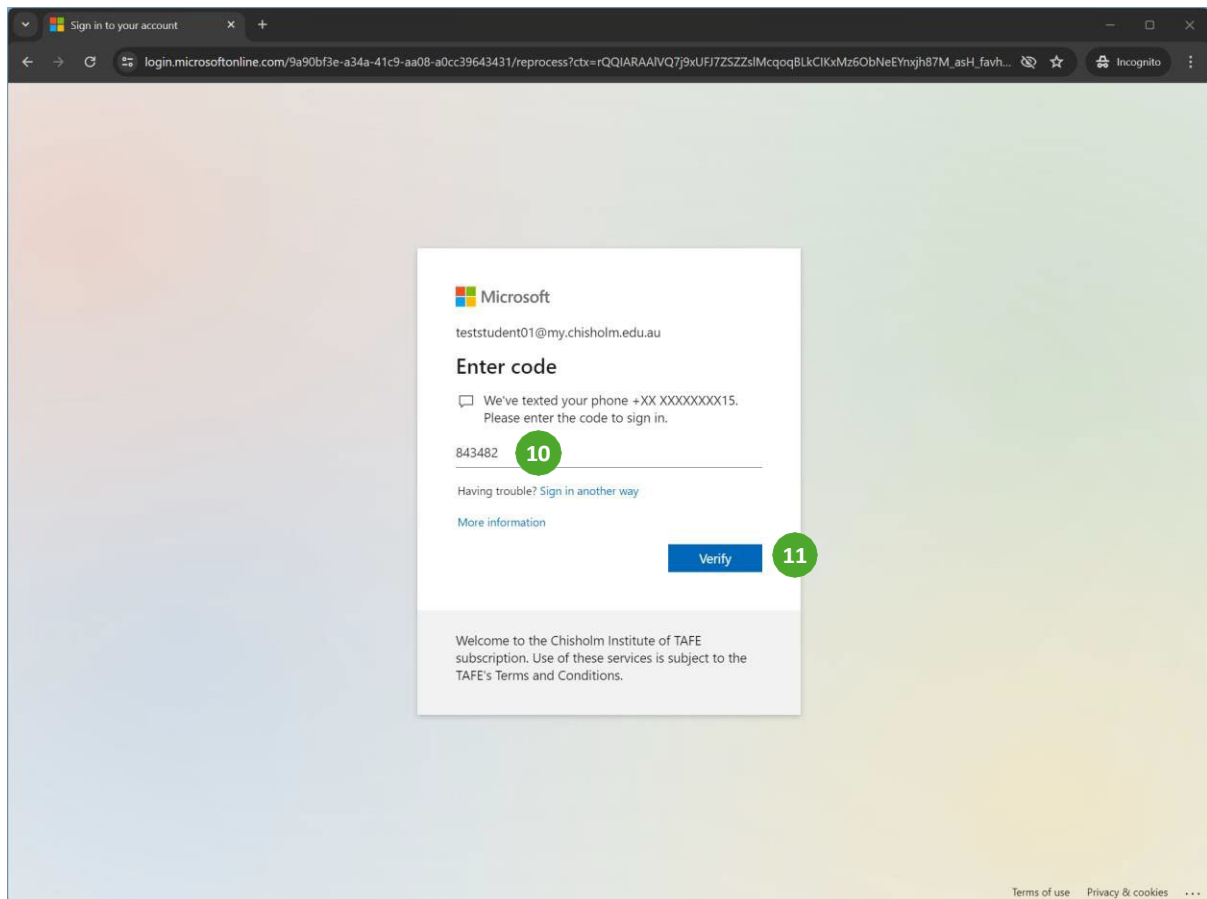 Sign in to your account
login.microsoftonline.com/9a90bf3e-a34a-41c9-aa08-a0cc39643431/reprocess?ctx=rQQIARAAlVQ7j9xUFJ7ZSZZslMcqoqBLkCIKxMz6ObNeEYnxjh87M_asH_favh...
Incognito
Microsoft
teststudent01@my.chisholm.edu.au
Enter code
We've texted your phone +XX XXXXXXXX15.
Please enter the code to sign in.
843482 10
Having trouble? Sign in another way
More information
Verify 11
Welcome to the Chisholm Institute of TAFE
subscription. Use of these services is subject to the
TAFE's Terms and Conditions.
Terms of use Privacy & cookies ...